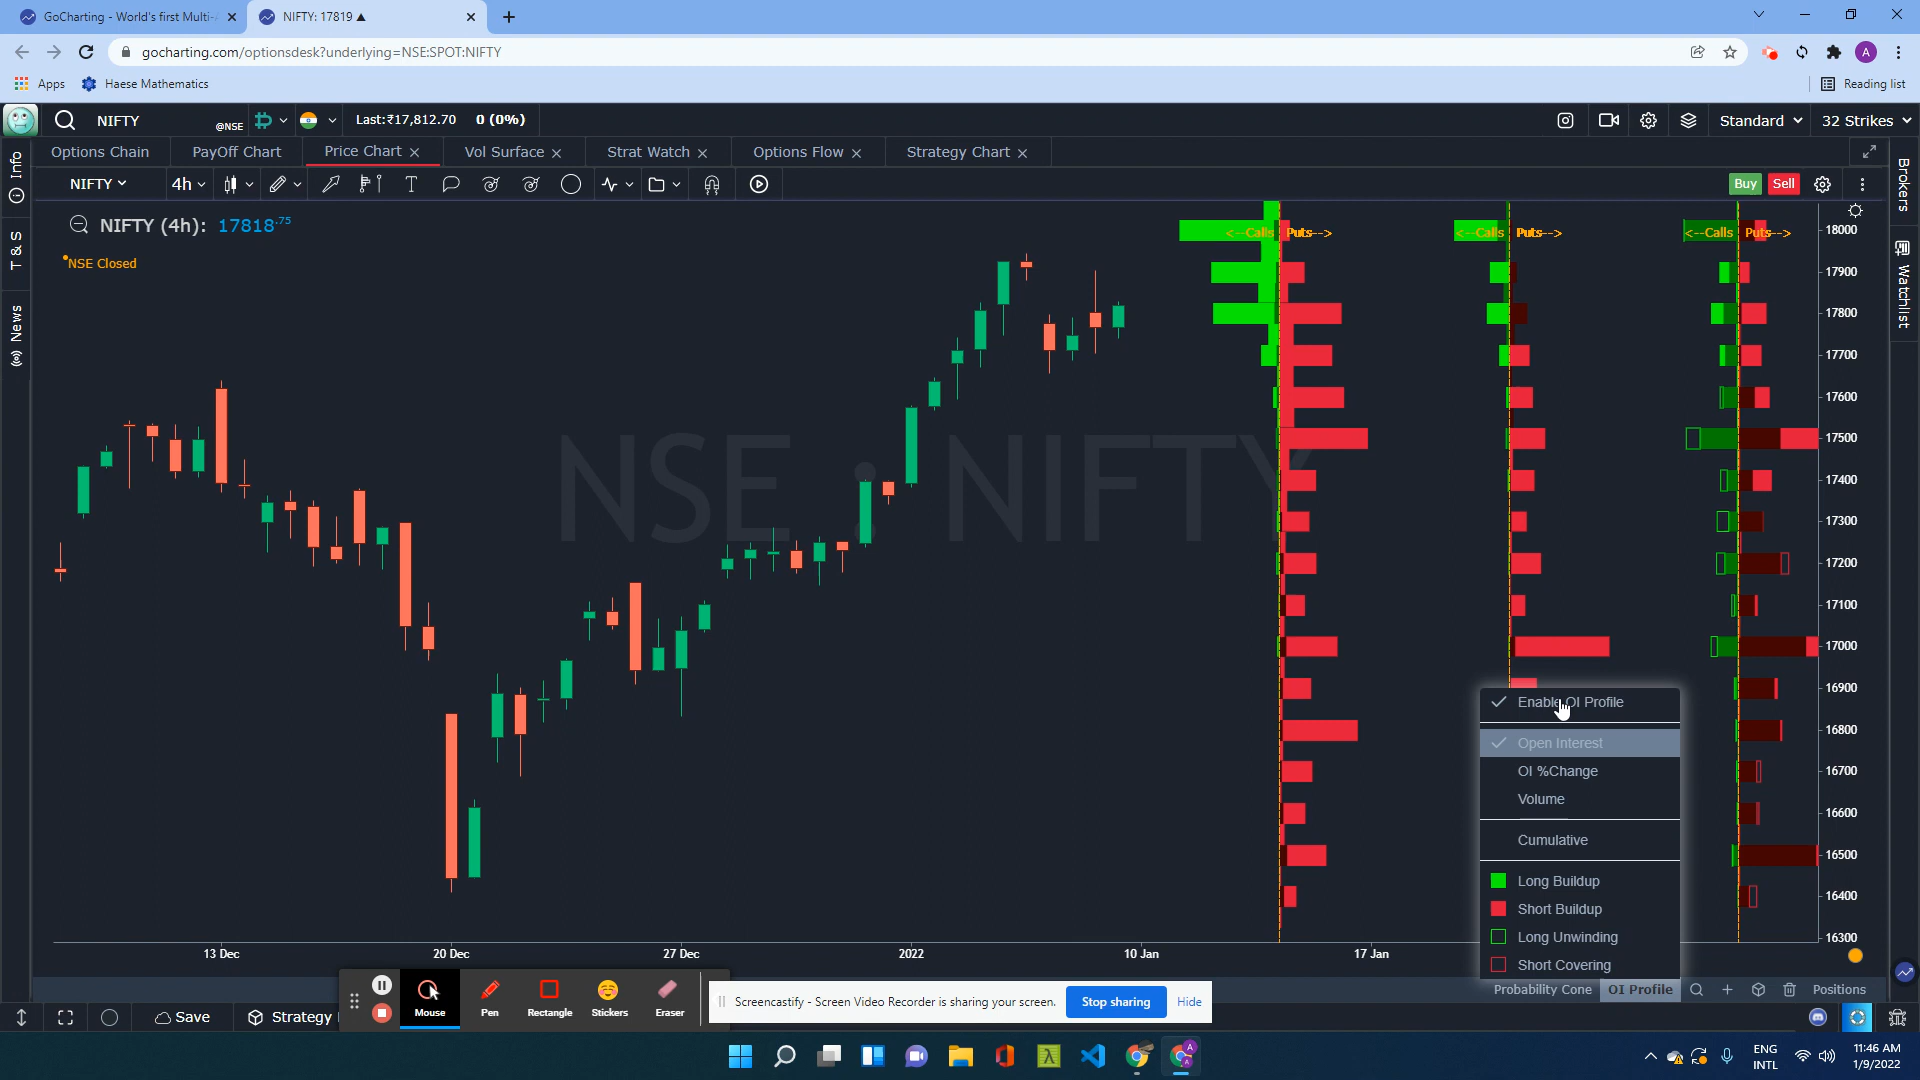 GoCharting - World's first Multi-
NIFTY: 17819 ▲
gocharting.com/optionsdesk?underlying=NSE:SPOT:NIFTY
A
Apps
Haese Mathematics
Reading list
NIFTY
@NSE
Last:₹17,812.70
0 (0%)
Standard
32 Strikes
Info
Options Chain
PayOff Chart
Price Chart
Vol Surface
Strat Watch
Options Flow
Strategy Chart
Brokers
NIFTY
4h
Buy
Sell
NIFTY (4h): 17818.75
NSE Closed
T & S
News
Watchlist
<--Calls Puts-->
<--Calls Puts-->
<--Calls Puts-->
NSE : NIFTY
18000
17900
17800
17700
17600
17500
17400
17300
17200
17100
17000
16900
16800
16700
16600
16500
16400
16300
Enable OI Profile
Open Interest
OI %Change
Volume
Cumulative
Long Buildup
Short Buildup
Long Unwinding
Short Covering
13 Dec
20 Dec
27 Dec
2022
10 Jan
17 Jan
Probability Cone
OI Profile
Positions
Mouse
Pen
Rectangle
Stickers
Eraser
Screencastify - Screen Video Recorder is sharing your screen.
Stop sharing
Hide
Save
Strategy
A
ENG
INTL
11:46 AM
1/9/2022